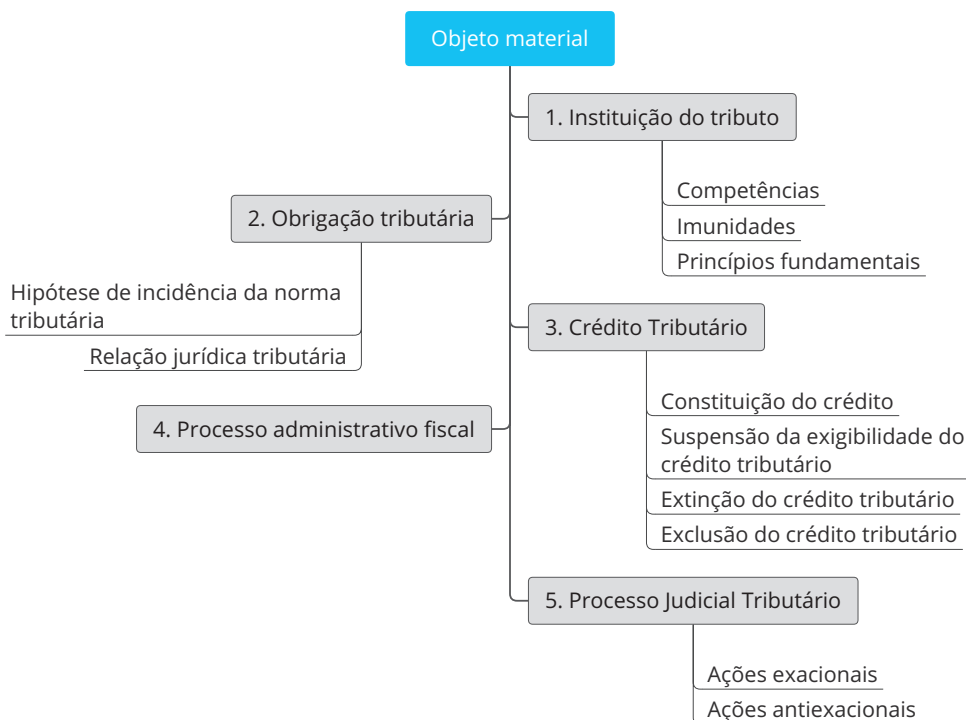 Objeto material
1. Instituição do tributo
Competências
Imunidades
Princípios fundamentais
2. Obrigação tributária
Hipótese de incidência da norma
tributária
Relação jurídica tributária
3. Crédito Tributário
Constituição do crédito
Suspensão da exigibilidade do
crédito tributário
Extinção do crédito tributário
Exclusão do crédito tributário
4. Processo administrativo fiscal
5. Processo Judicial Tributário
Ações exacionais
Ações antiexacionais